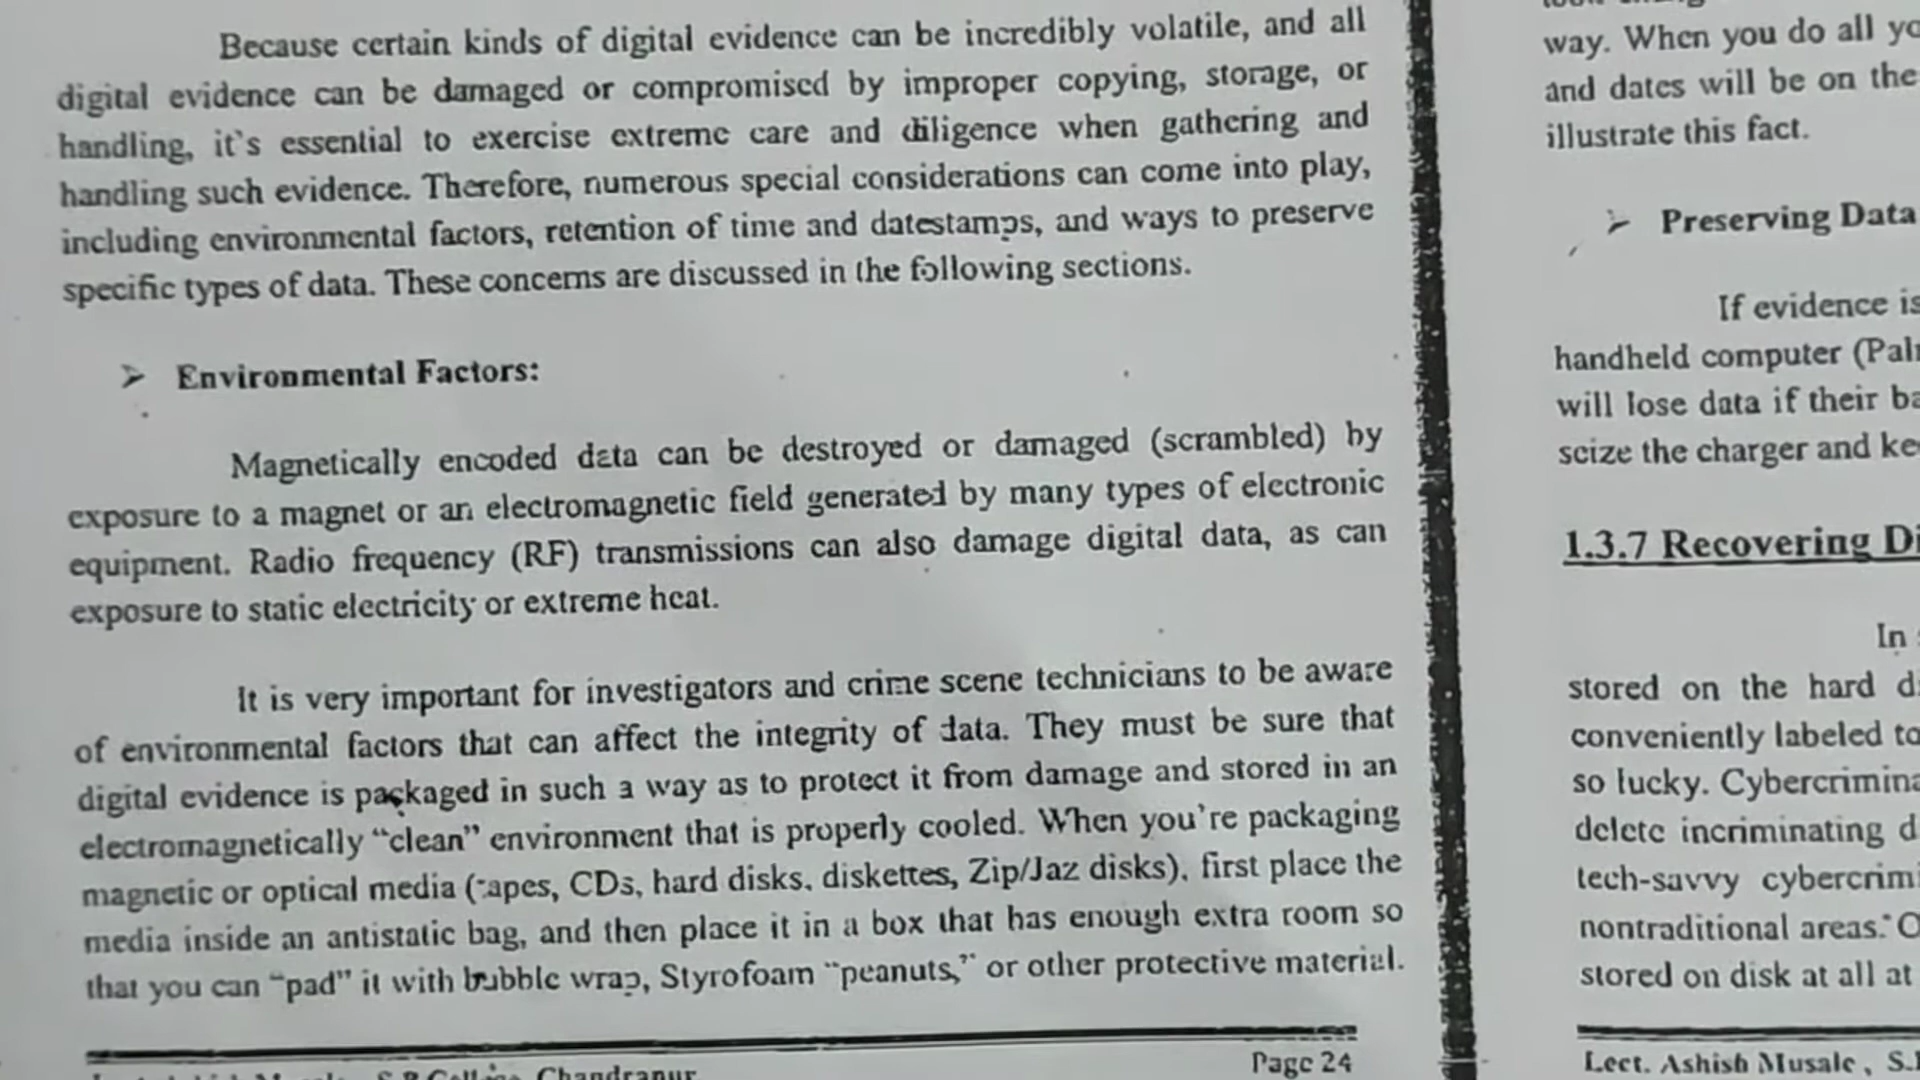 Because certain kinds of digital evidence can be incredibly volatile, and all
digital evidence can be damaged or compromised by improper copying, storage, or
handling, it's essential to exercise extreme care and diligence when gathering and
handling such evidence. Therefore, numerous special considerations can come into play,
including environmental factors, retention of time and datestamps, and ways to preserve
specific types of data. These concerns are discussed in the following sections.
➢ Environmental Factors:
Magnetically encoded data can be destroyed or damaged (scrambled) by
exposure to a magnet or an electromagnetic field generated by many types of electronic
equipment. Radio frequency (RF) transmissions can also damage digital data, as can
exposure to static electricity or extreme heat.
It is very important for investigators and crime scene technicians to be aware
of environmental factors that can affect the integrity of data. They must be sure that
digital evidence is packaged in such a way as to protect it from damage and stored in an
electromagnetically “clean” environment that is properly cooled. When you're packaging
magnetic or optical media (tapes, CDs, hard disks, diskettes, Zip/Jaz disks), first place the
media inside an antistatic bag, and then place it in a box that has enough extra room so
that you can “pad” it with bubble wrap, Styrofoam “peanuts,” or other protective material.
Chandrapur
Page 24
way. When you do all
and dates will be on the
illustrate this fact.
➢ Preserving Data
If evidence
handheld computer
will lose data if their
seize the charger and
1.3.7 Recovering
In
stored on the hard
conveniently labeled
so lucky.
delete incriminating
tech-savvy
nontraditional areas.
stored on disk at all at
Lect. Ashish Musale,